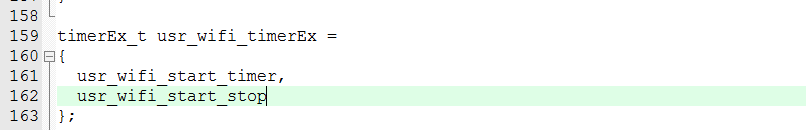 158
159 timerEx_t usr_wifi_timerEx =
160 {
161 usr_wifi_start_timer,
162 usr_wifi_start_stop
163 };